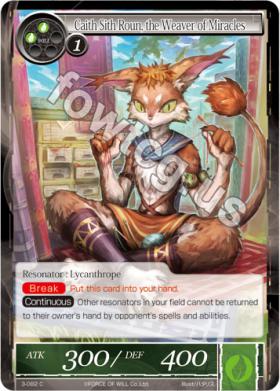 Caith Sith Roun, the Weaver of Miracles
WILL
1
fowtcg.us
Resonator : Lycanthrope
Break Put this card into your hand.
Continuous Other resonators in your field cannot be returned
to their owner's hand by opponent's spells and abilities.
ATK 300/ DEF 400
3-082 C ©FORCE OF WILL Co.,Ltd.